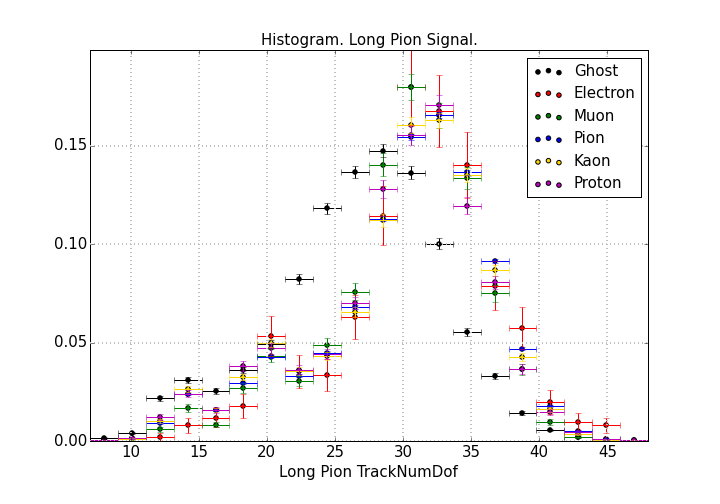 Histogram. Long Pion Signal.
Ghost
Electron
Muon
Pion
Kaon
Proton
0.15
0.10
0.05
0.00
10 15 20 25 30 35 40 45
Long Pion TrackNumDof